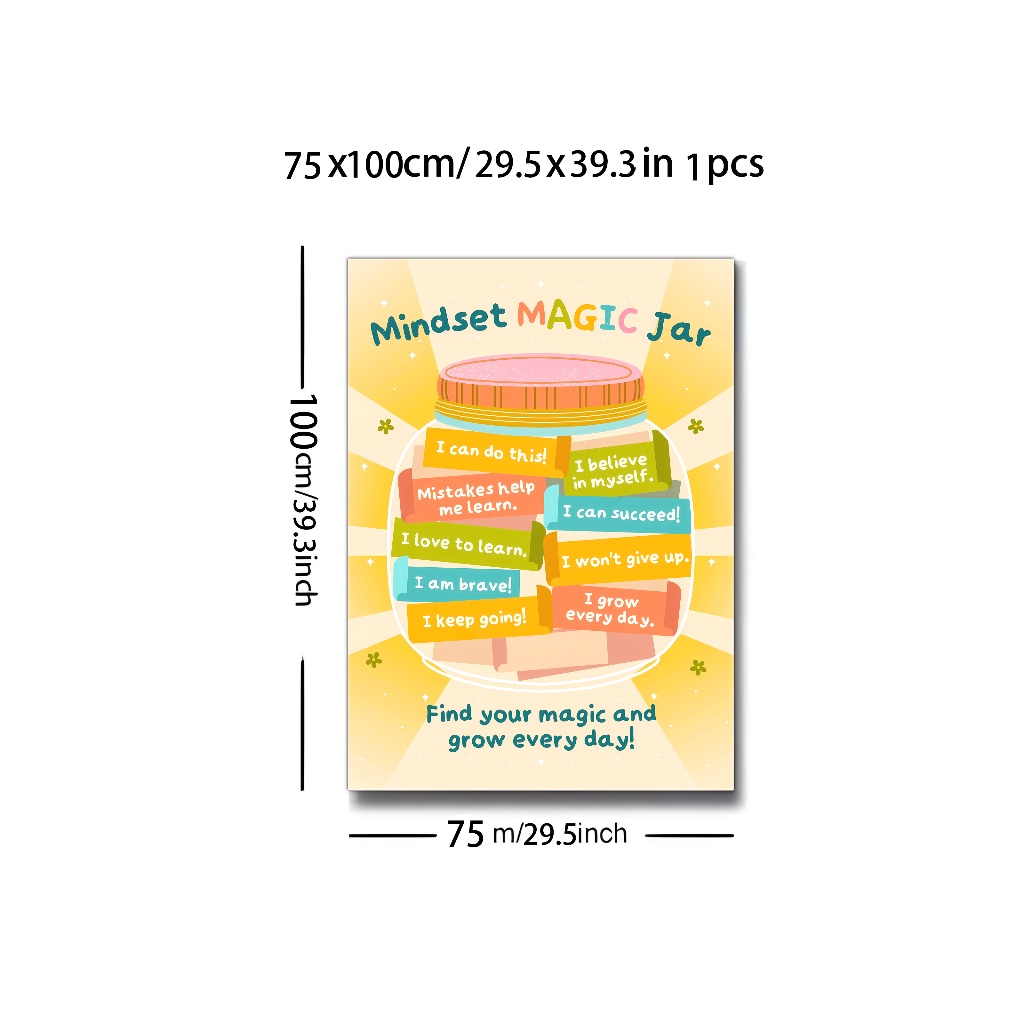 75x100cm/29.5x39.3in 1pcs
Mindset MAGIC Jar
I can do this!
I believe
in myself.
Mistakes help
me learn.
I can succeed!
I love to learn.
I won't give up.
I am brave!
I grow
every day.
I keep going!
Find your magic and
grow every day!
100cm/39.3inch
75 m/29.5inch